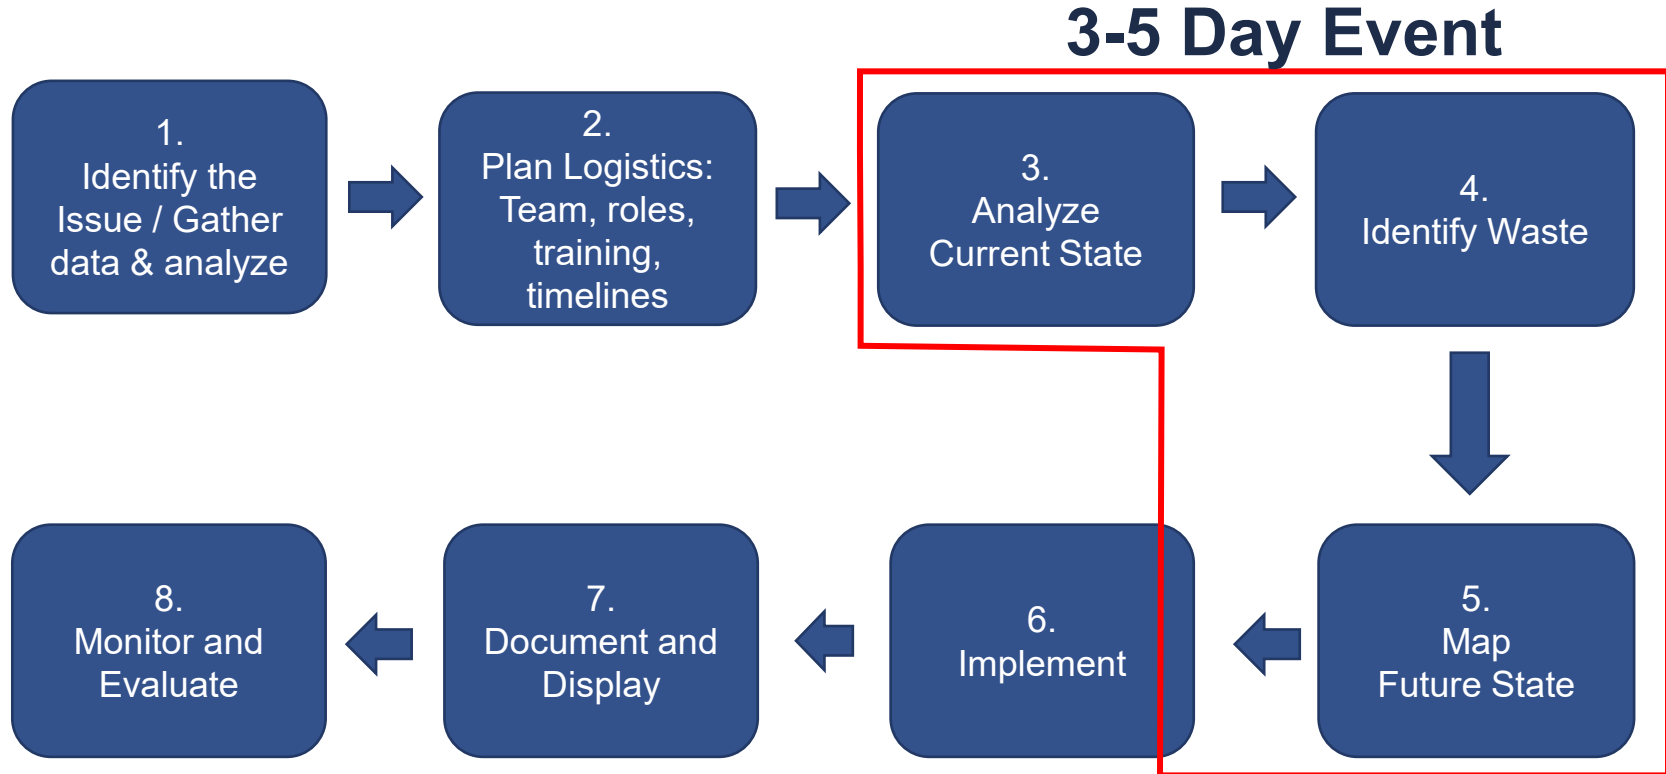 3-5 Day Event
1.
Identify the
Issue / Gather
data & analyze
2.
Plan Logistics:
Team, roles,
training,
timelines
3.
Analyze
Current State
4.
Identify Waste
5.
Map
Future State
6.
Implement
7.
Document and
Display
8.
Monitor and
Evaluate